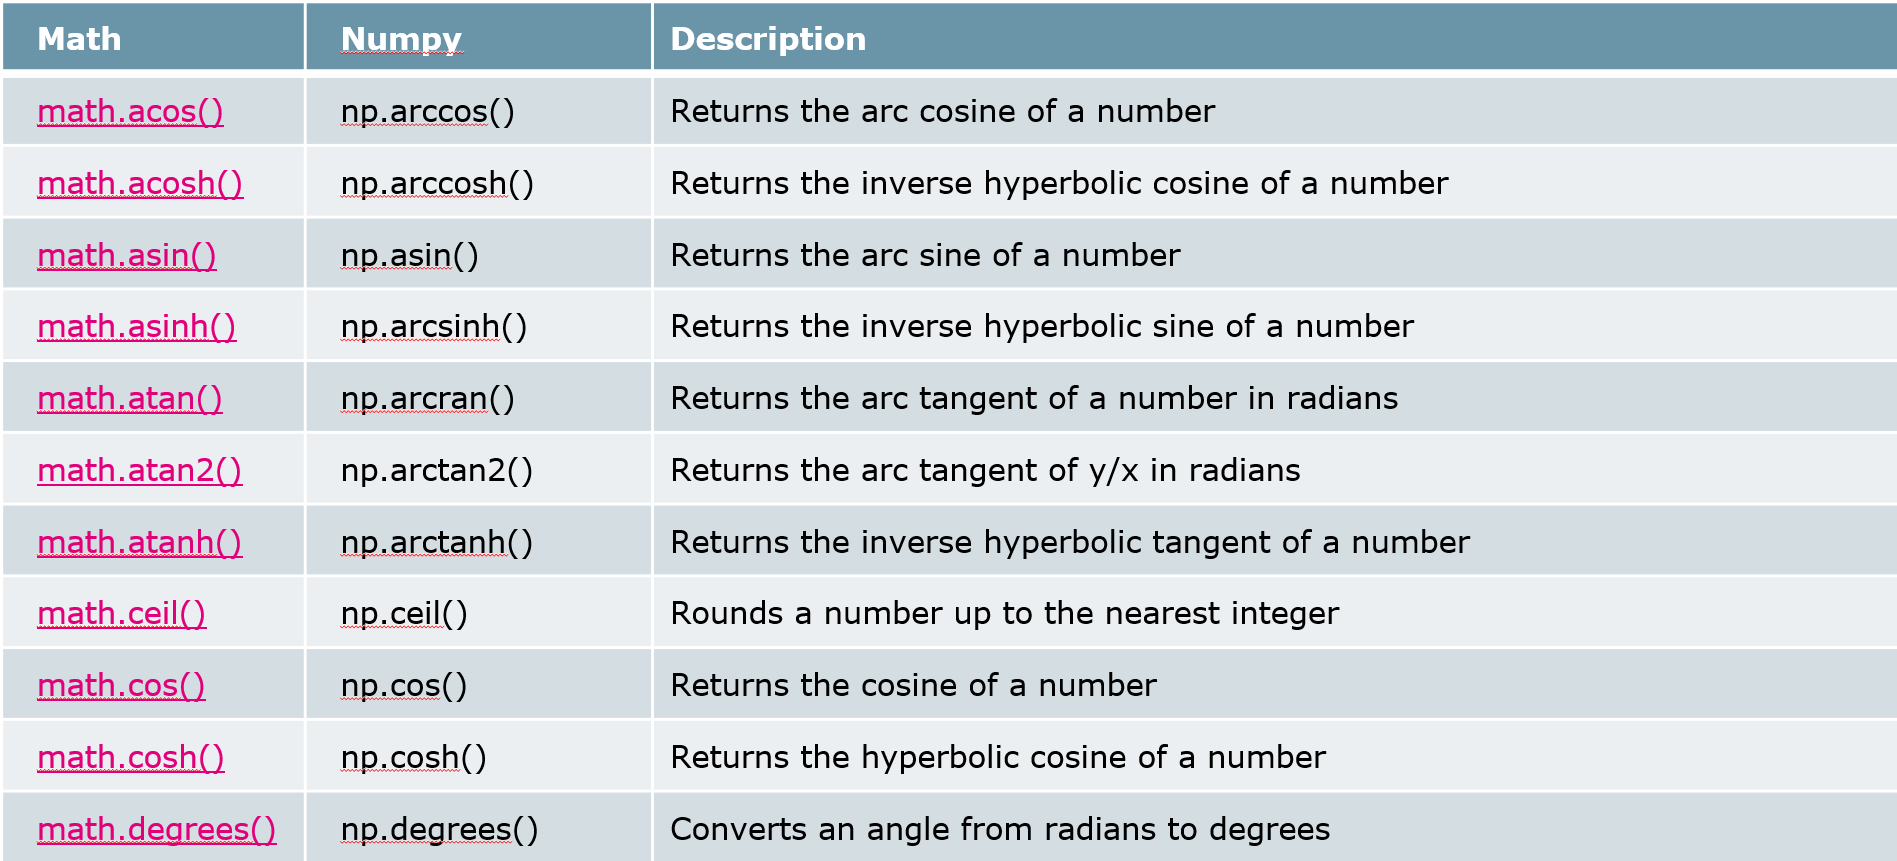 Math Numpy Description
math.acos() np.arccos() Returns the arc cosine of a number
math.acosh() np.arccosh() Returns the inverse hyperbolic cosine of a number
math.asin() np.asin() Returns the arc sine of a number
math.asinh() np.arcsinh() Returns the inverse hyperbolic sine of a number
math.atan() np.arcran() Returns the arc tangent of a number in radians
math.atan2() np.arctan2() Returns the arc tangent of y/x in radians
math.atanh() np.arctanh() Returns the inverse hyperbolic tangent of a number
math.ceil() np.ceil() Rounds a number up to the nearest integer
math.cos() np.cos() Returns the cosine of a number
math.cosh() np.cosh() Returns the hyperbolic cosine of a number
math.degrees() np.degrees() Converts an angle from radians to degrees